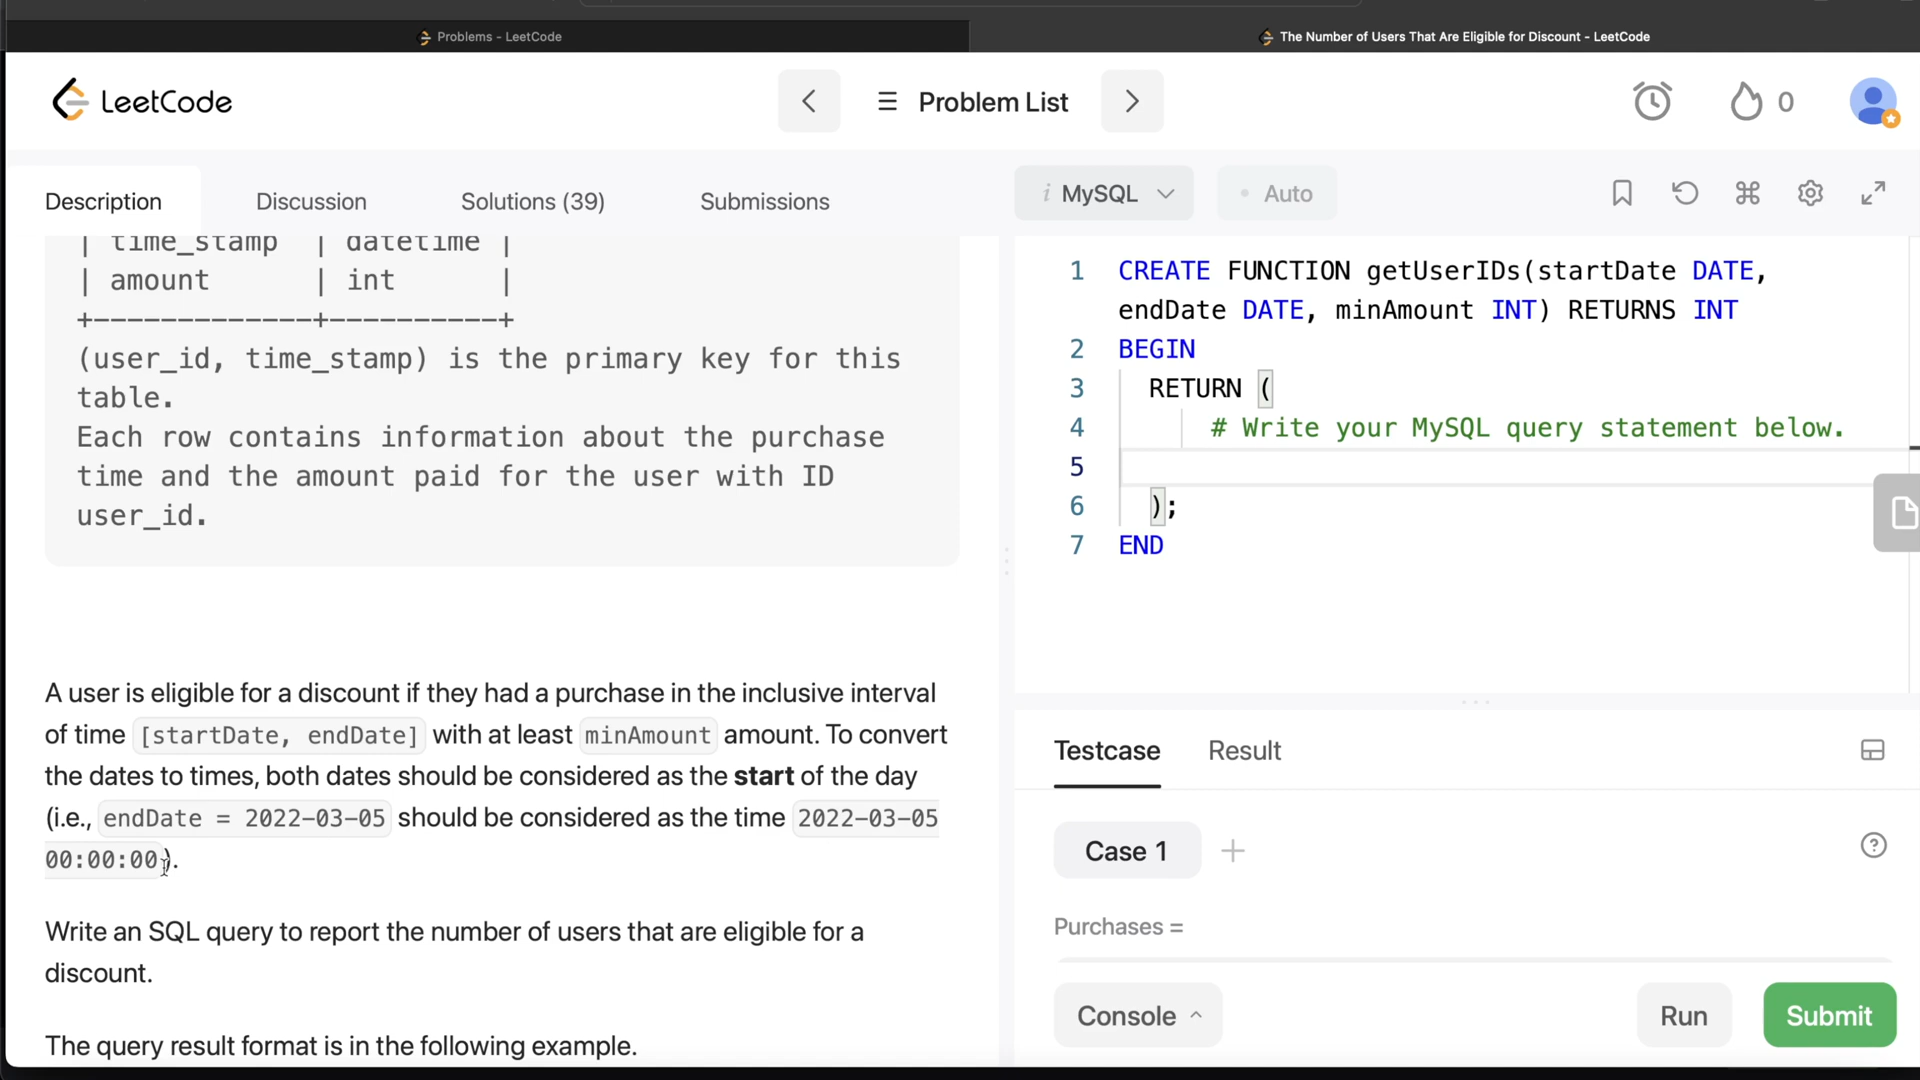 Problems - LeetCode
The Number of Users That Are Eligible for Discount - LeetCode
LeetCode
Problem List
0
Description
Discussion
Solutions (39)
Submissions
| time_stamp | datetime |
| amount | int |
+-------------+----------+
(user_id, time_stamp) is the primary key for this
table.
Each row contains information about the purchase
time and the amount paid for the user with ID
user_id.
A user is eligible for a discount if they had a purchase in the inclusive interval
of time [startDate, endDate] with at least minAmount amount. To convert
the dates to times, both dates should be considered as the start of the day
(i.e., endDate = 2022-03-05 should be considered as the time 2022-03-05
00:00:00).
Write an SQL query to report the number of users that are eligible for a
discount.
The query result format is in the following example.
i MySQL
Auto
1 CREATE FUNCTION getUserIDs(startDate DATE,
endDate DATE, minAmount INT) RETURNS INT
2 BEGIN
3 RETURN (
4 # Write your MySQL query statement below.
5
6 );
7 END
Testcase
Result
Case 1
Purchases =
Console
Run
Submit